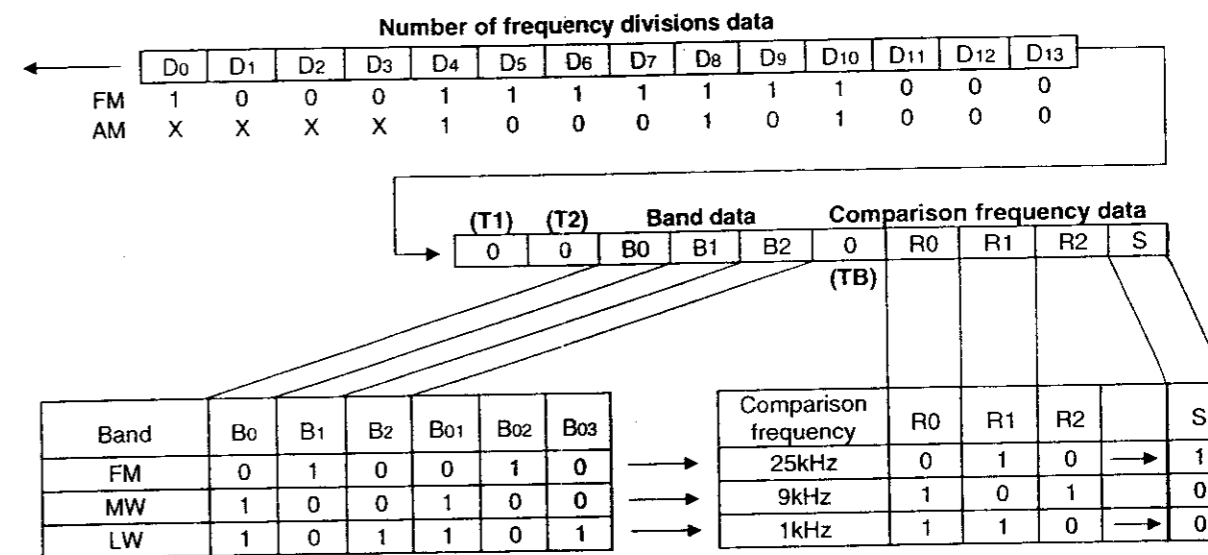 Number of frequency divisions data
D0 D1 D2 D3 D4 D5 D6 D7 D8 D9 D10 D11 D12 D13
FM 1 0 0 0 1 1 1 1 1 1 1 0 0 0
AM X X X X 1 0 0 0 1 0 1 0 0 0
(T1) (T2) Band data Comparison frequency data
0 0 B0 B1 B2 0 R0 R1 R2 S
(TB)
Band B0 B1 B2 B01 B02 B03
FM 0 1 0 0 1 0
MW 1 0 0 1 0 0
LW 1 0 1 1 0 1
Comparison
frequency R0 R1 R2 S
25kHz 0 1 0 1
9kHz 1 0 1 0
1kHz 1 1 0 0